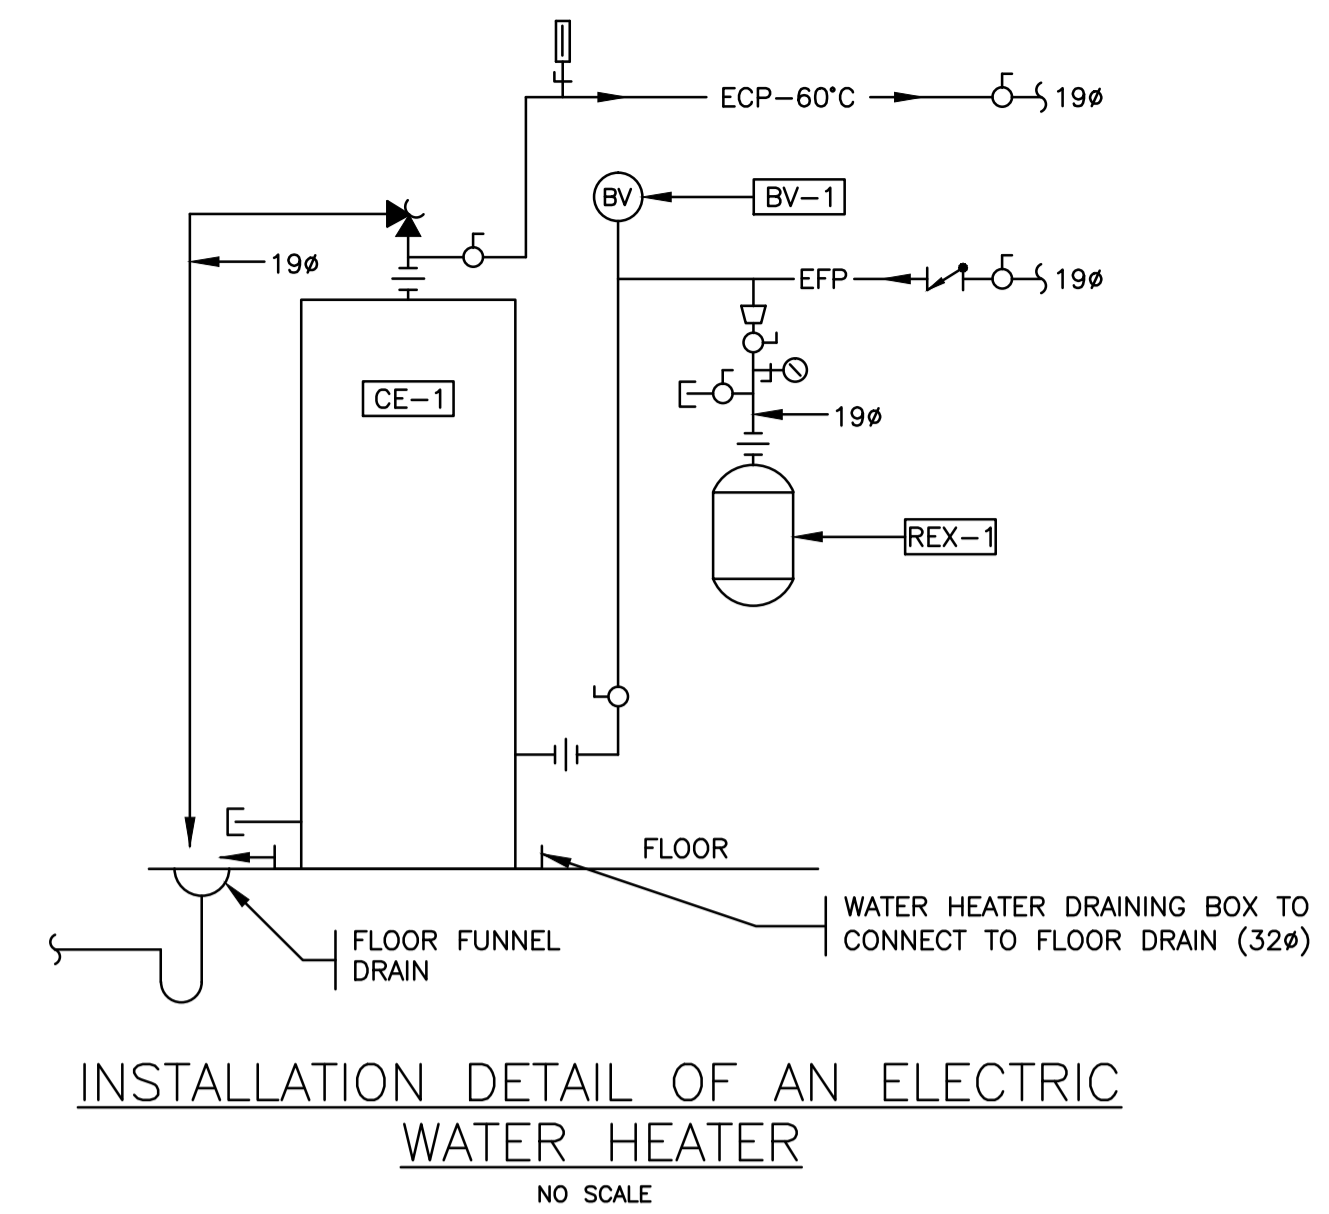 ECP-60°C
19ø
BV
BV-1
19ø
EFP
19ø
CE-1
19ø
REX-1
FLOOR
WATER HEATER DRAINING BOX TO
CONNECT TO FLOOR DRAIN (32ø)
FLOOR FUNNEL
DRAIN
INSTALLATION DETAIL OF AN ELECTRIC
WATER HEATER
NO SCALE